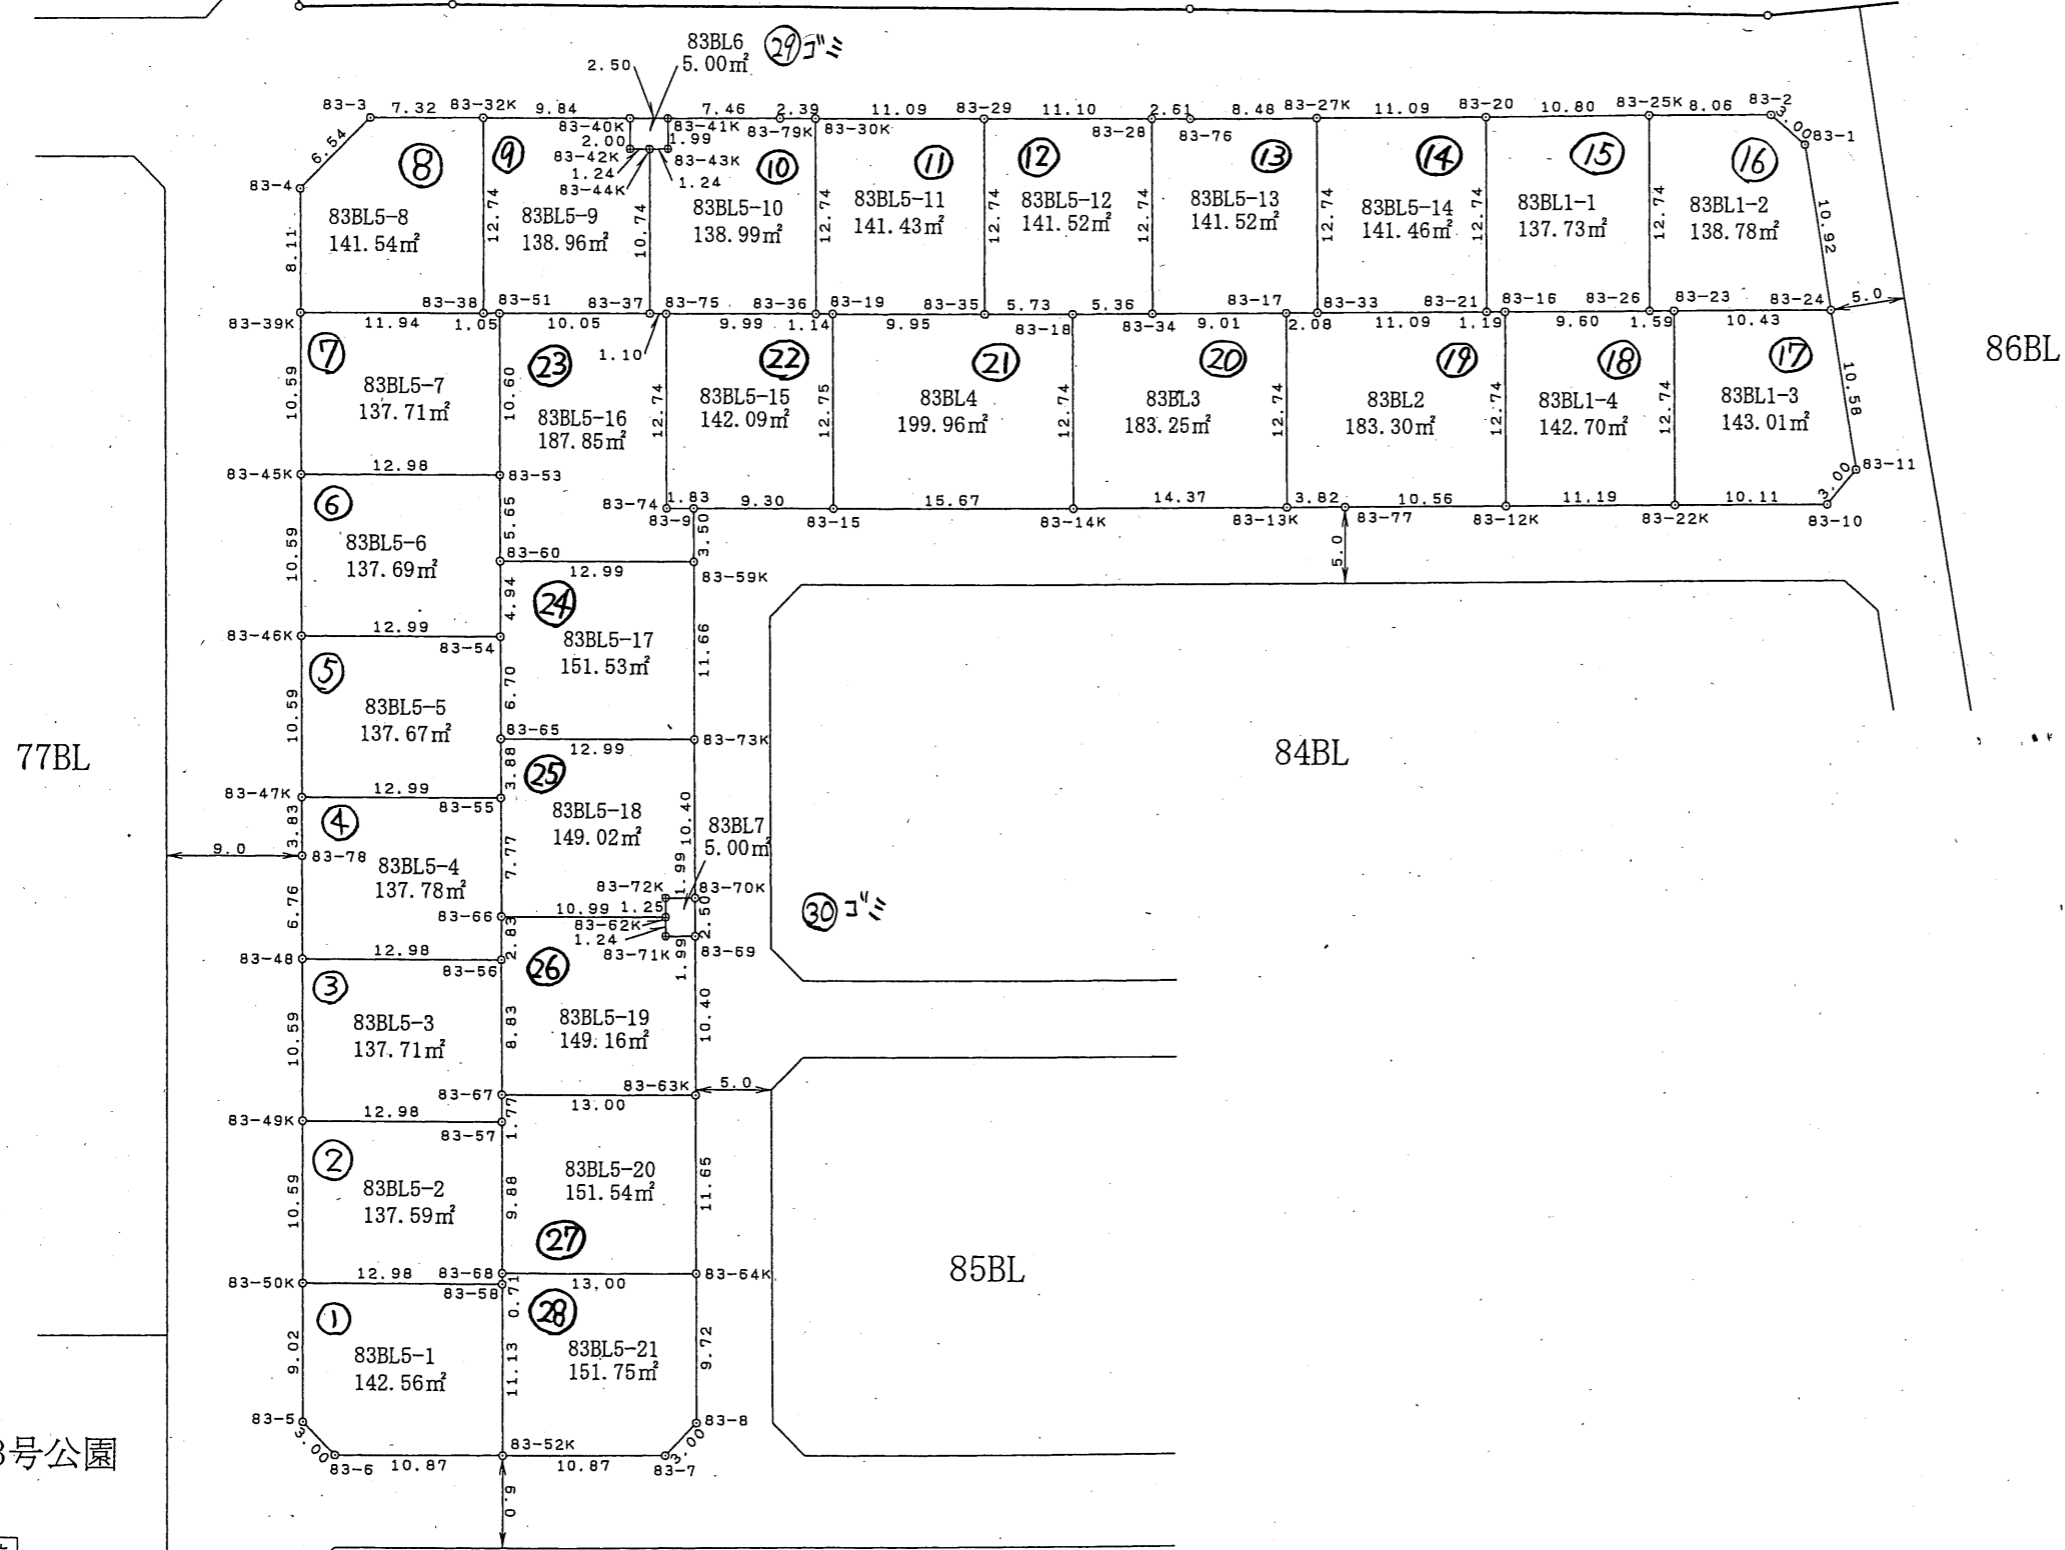 83BL6 ㉙ゴミ
2.50 5.00㎡
83-3 7.32 83-32K 9.84 7.46 2.39 11.09 83-29 11.10 2.61 8.48 83-27K 11.09 83-20 10.80 83-25K 8.06 83-2
83-40K 83-41K 83-79K 83-30K 83-28 83-76 3.00 83-1
6.54 2.00 1.99
83-42K 83-43K
1.24 1.24
83-44K
83-4
⑧ ⑨ ⑩ ⑪ ⑫ ⑬ ⑭ ⑮ ⑯
83BL5-8 83BL5-9 83BL5-10 83BL5-11 83BL5-12 83BL5-13 83BL5-14 83BL1-1 83BL1-2
141.54㎡ 138.96㎡ 138.99㎡ 141.43㎡ 141.52㎡ 141.52㎡ 141.46㎡ 137.73㎡ 138.78㎡
8.11 12.74 10.74 12.74 12.74 12.74 12.74 12.74 12.74 10.92
83-38 83-51 83-37 83-75 83-36 83-19 83-35 5.73 5.36 83-17 83-33 83-21 83-16 83-26 83-23 83-24 5.0
83-39K 11.94 1.05 10.05 9.99 1.14 9.95 83-18 83-34 9.01 2.08 11.09 1.19 9.60 1.59 10.43
1.10
⑦ ㉓ ㉒ ㉑ ⑳ ⑲ ⑱ ⑰
86BL
83BL5-7 83BL5-16 83BL5-15 83BL4 83BL3 83BL2 83BL1-4 83BL1-3
137.71㎡ 187.85㎡ 142.09㎡ 199.96㎡ 183.25㎡ 183.30㎡ 142.70㎡ 143.01㎡
10.59 10.60 12.74 12.75 12.74 12.74 12.74 12.74 10.58
83-45K 12.98 83-53 83-11
3.00
83-74 1.83 9.30 15.67 14.37 3.82 10.56 11.19 10.11
83-9 83-15 83-14K 83-13K 83-77 83-12K 83-22K 83-10
⑥
83BL5-6
137.69㎡
10.59 5.65 3.50 5.0
83-60 12.99 83-59K
4.94
㉔
83BL5-17
151.53㎡
11.66
83-46K 12.99 83-54
⑤
83BL5-5
137.67㎡
10.59 6.70
83-65 12.99 83-73K
77BL 84BL
3.88
㉕
83-47K 12.99 83-55
④
83BL5-18
149.02㎡
10.40
83BL7
5.00㎡
3.83
9.0 83-78
83BL5-4
137.78㎡
7.77
83-72K 1.99 83-70K
83-66 10.99 1.25 2.50
㉚ゴミ
6.76 83-62K
1.24
83-71K 1.99 83-69
2.83
83-48 12.98 83-56
③ ㉖
83BL5-3 83BL5-19
137.71㎡ 149.16㎡
10.59 8.83 10.40
83-67 13.00 83-63K 5.0
83-49K 12.98 1.77
83-57
②
83BL5-2 83BL5-20
137.59㎡ 151.54㎡
10.59 9.88 11.65
㉗
83-50K 12.98 83-68 13,00 83-64K
83-58 0.71
85BL
① ㉘
83BL5-1 83BL5-21
142.56㎡ 151.75㎡
9.02 11.13 9.72
83-5 83-8
3.00 83-52K 3.00
83-6 10.87 10.87 83-7
号公園
6.0